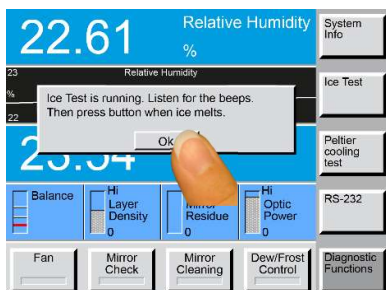 22.61
Relative Humidity
%
23
Relative Humidity
%
22
Ice Test is running. Listen for the beeps.
Then press button when ice melts.
Ok
Balance
Hi
Layer
Density
0
Mirror
Residue
0
Hi
Optic
Power
0
Fan
Mirror
Check
Mirror
Cleaning
Dew/Frost
Control
System
Info
Ice Test
Peltier
cooling
test
RS-232
Diagnostic
Functions